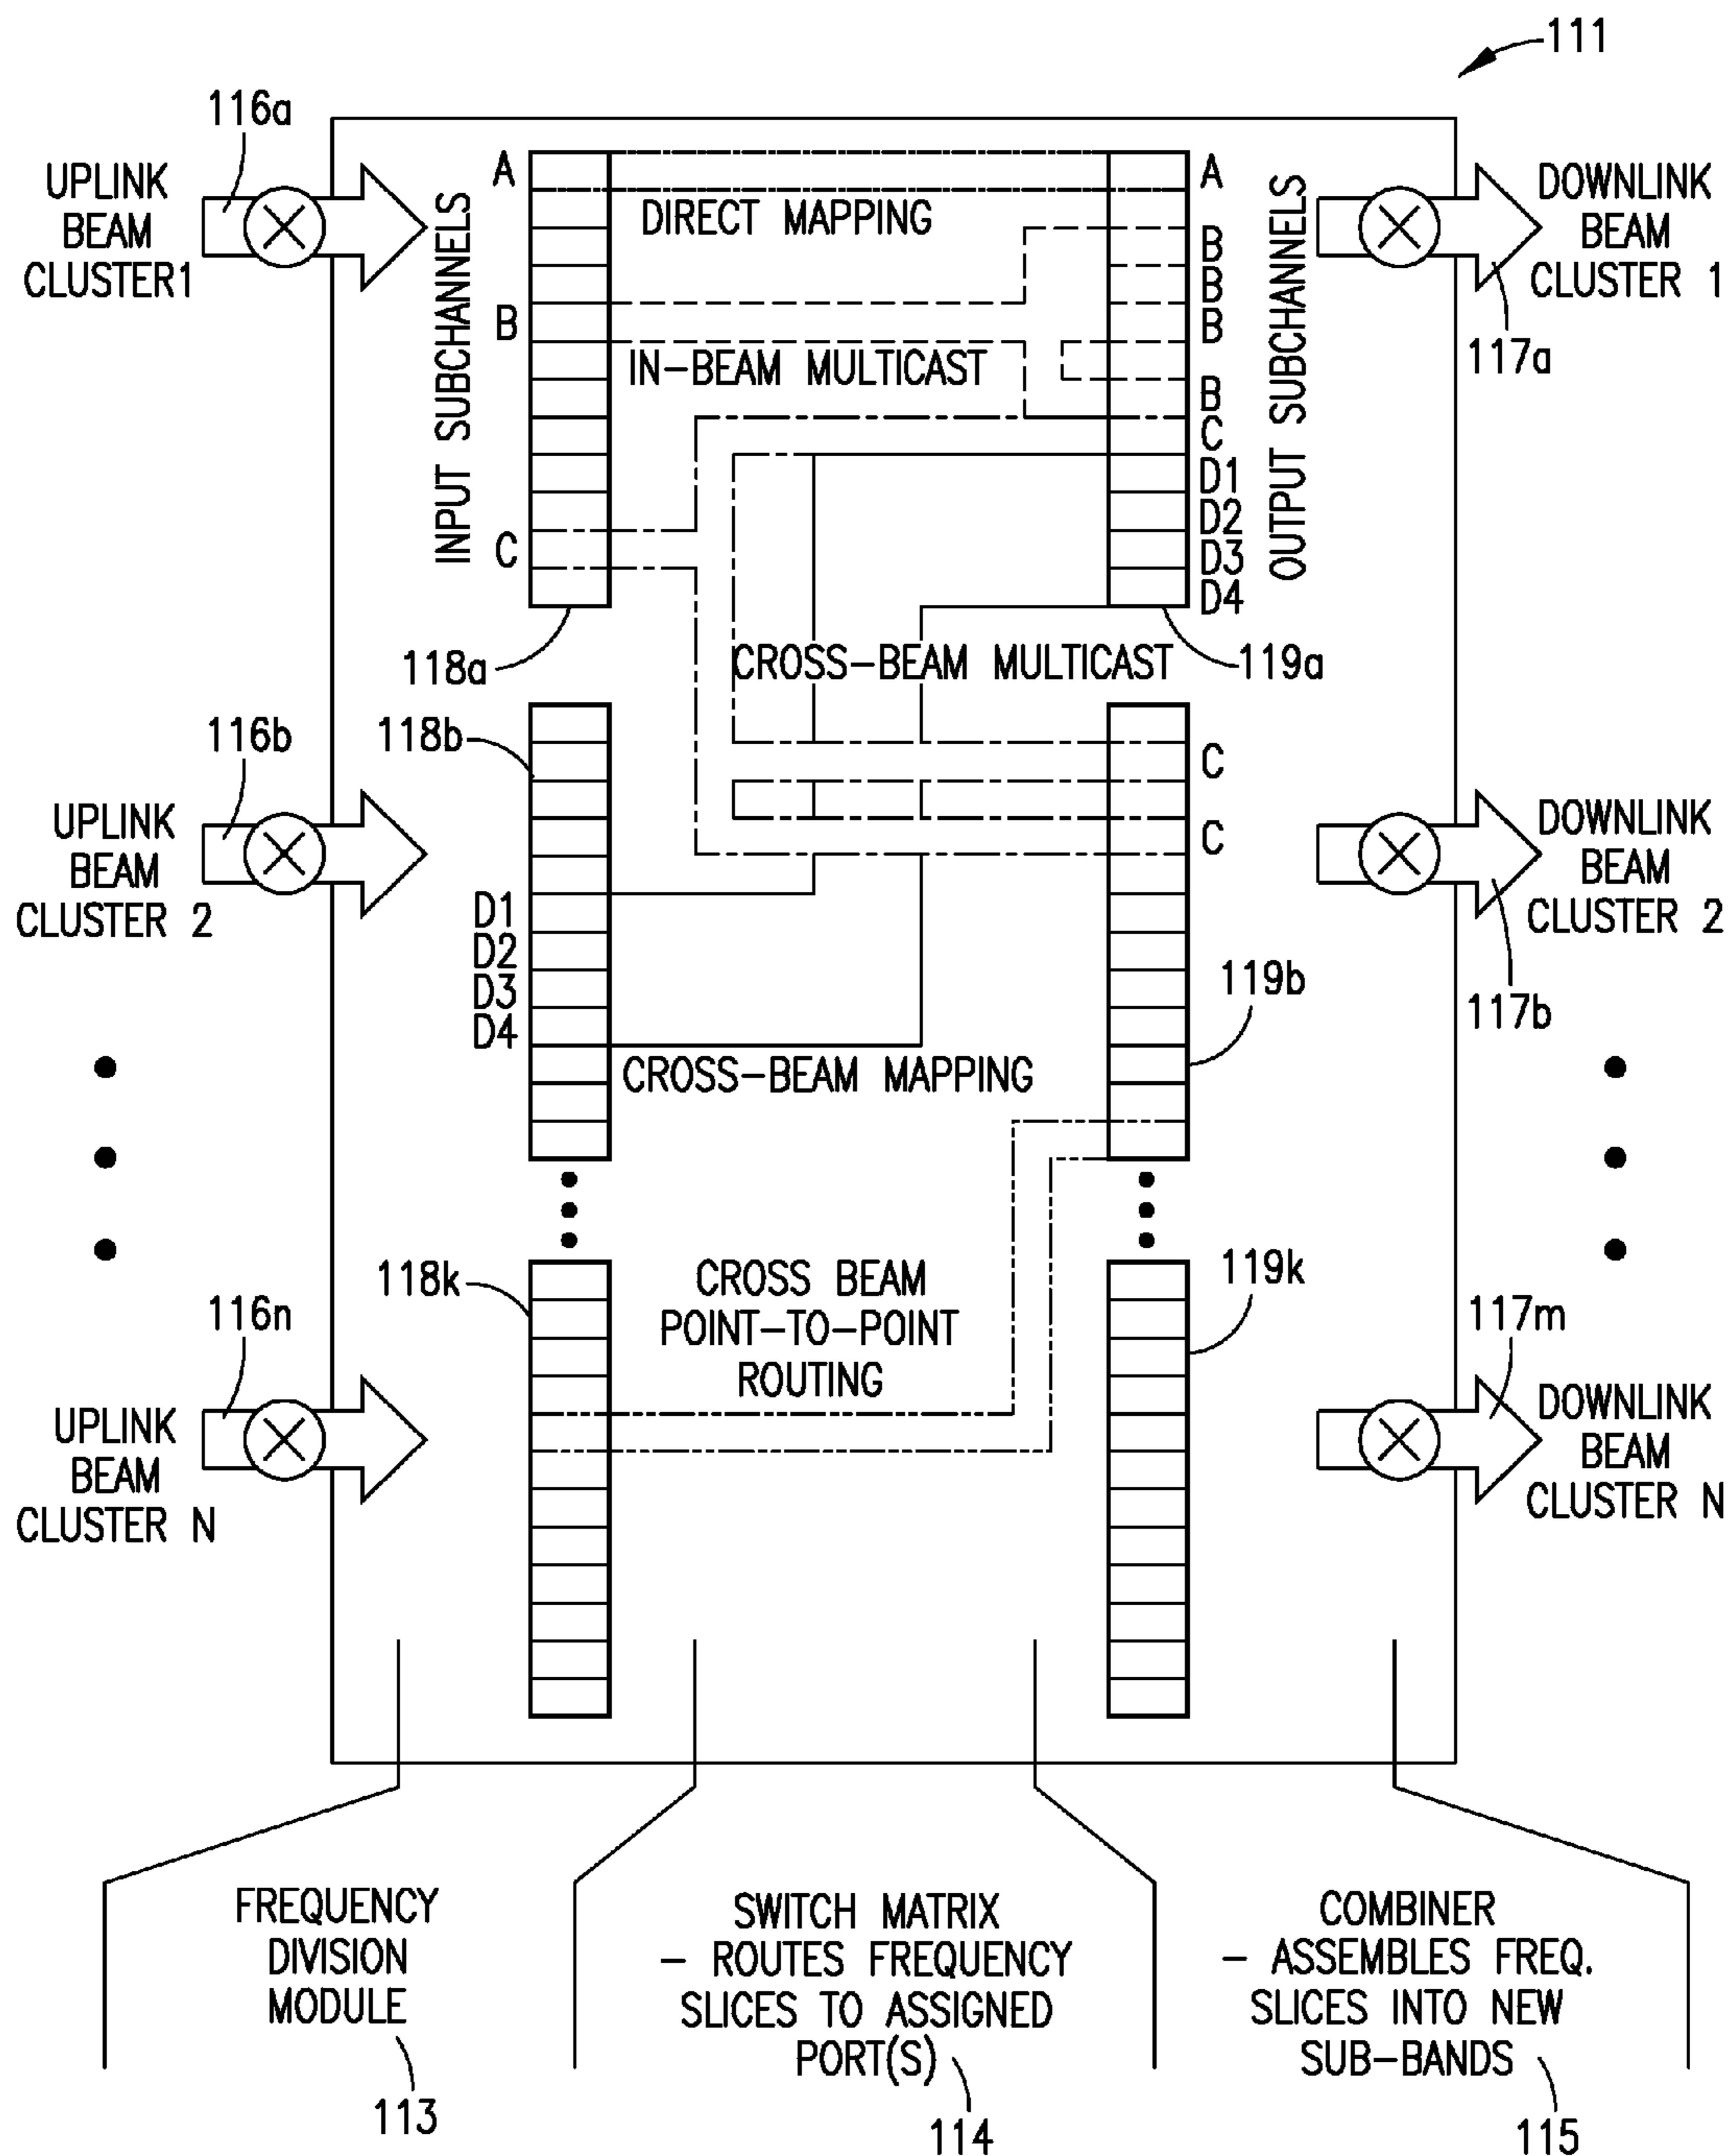 111
116a
UPLINK
BEAM
CLUSTER1
INPUT SUBCHANNELS
A
B
C
118a
DIRECT MAPPING
IN-BEAM MULTICAST
CROSS-BEAM MULTICAST
A
B
B
B
B
C
D1
D2
D3
D4
119a
OUTPUT SUBCHANNELS
DOWNLINK
BEAM
CLUSTER 1
117a
116b
UPLINK
BEAM
CLUSTER 2
118b
D1
D2
D3
D4
CROSS-BEAM MAPPING
C
C
119b
DOWNLINK
BEAM
CLUSTER 2
117b
116n
UPLINK
BEAM
CLUSTER N
118k
CROSS BEAM
POINT-TO-POINT
ROUTING
119k
117m
DOWNLINK
BEAM
CLUSTER N
FREQUENCY
DIVISION
MODULE
113
SWITCH MATRIX
- ROUTES FREQUENCY
SLICES TO ASSIGNED
PORT(S)
114
COMBINER
- ASSEMBLES FREQ.
SLICES INTO NEW
SUB-BANDS
115